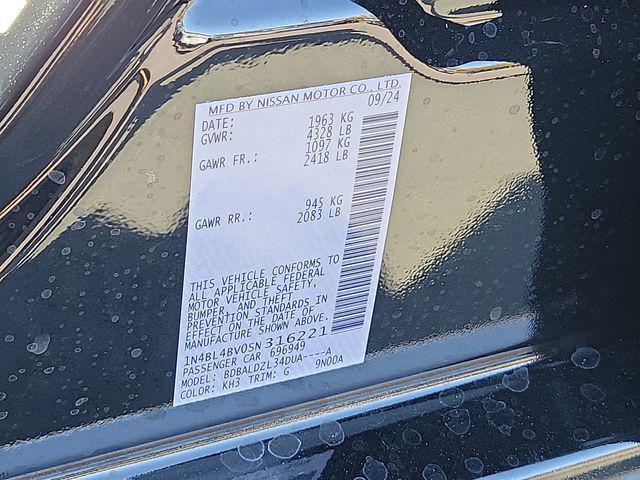 MFD BY NISSAN MOTOR CO., LTD.
DATE: 09/24
GVWR: 1963 KG
4328 LB
GAWR FR.: 1097 KG
2418 LB
GAWR RR.: 945 KG
2083 LB
THIS VEHICLE CONFORMS TO
ALL APPLICABLE FEDERAL
MOTOR VEHICLE SAFETY,
BUMPER, AND THEFT
PREVENTION STANDARDS IN
EFFECT ON THE DATE OF
MANUFACTURE SHOWN ABOVE.
1N4BL4BV0SN316221
PASSENGER CAR 696949
MODEL: BDBALDZL34DUA----A
COLOR: KH3 TRIM: G 9N00A